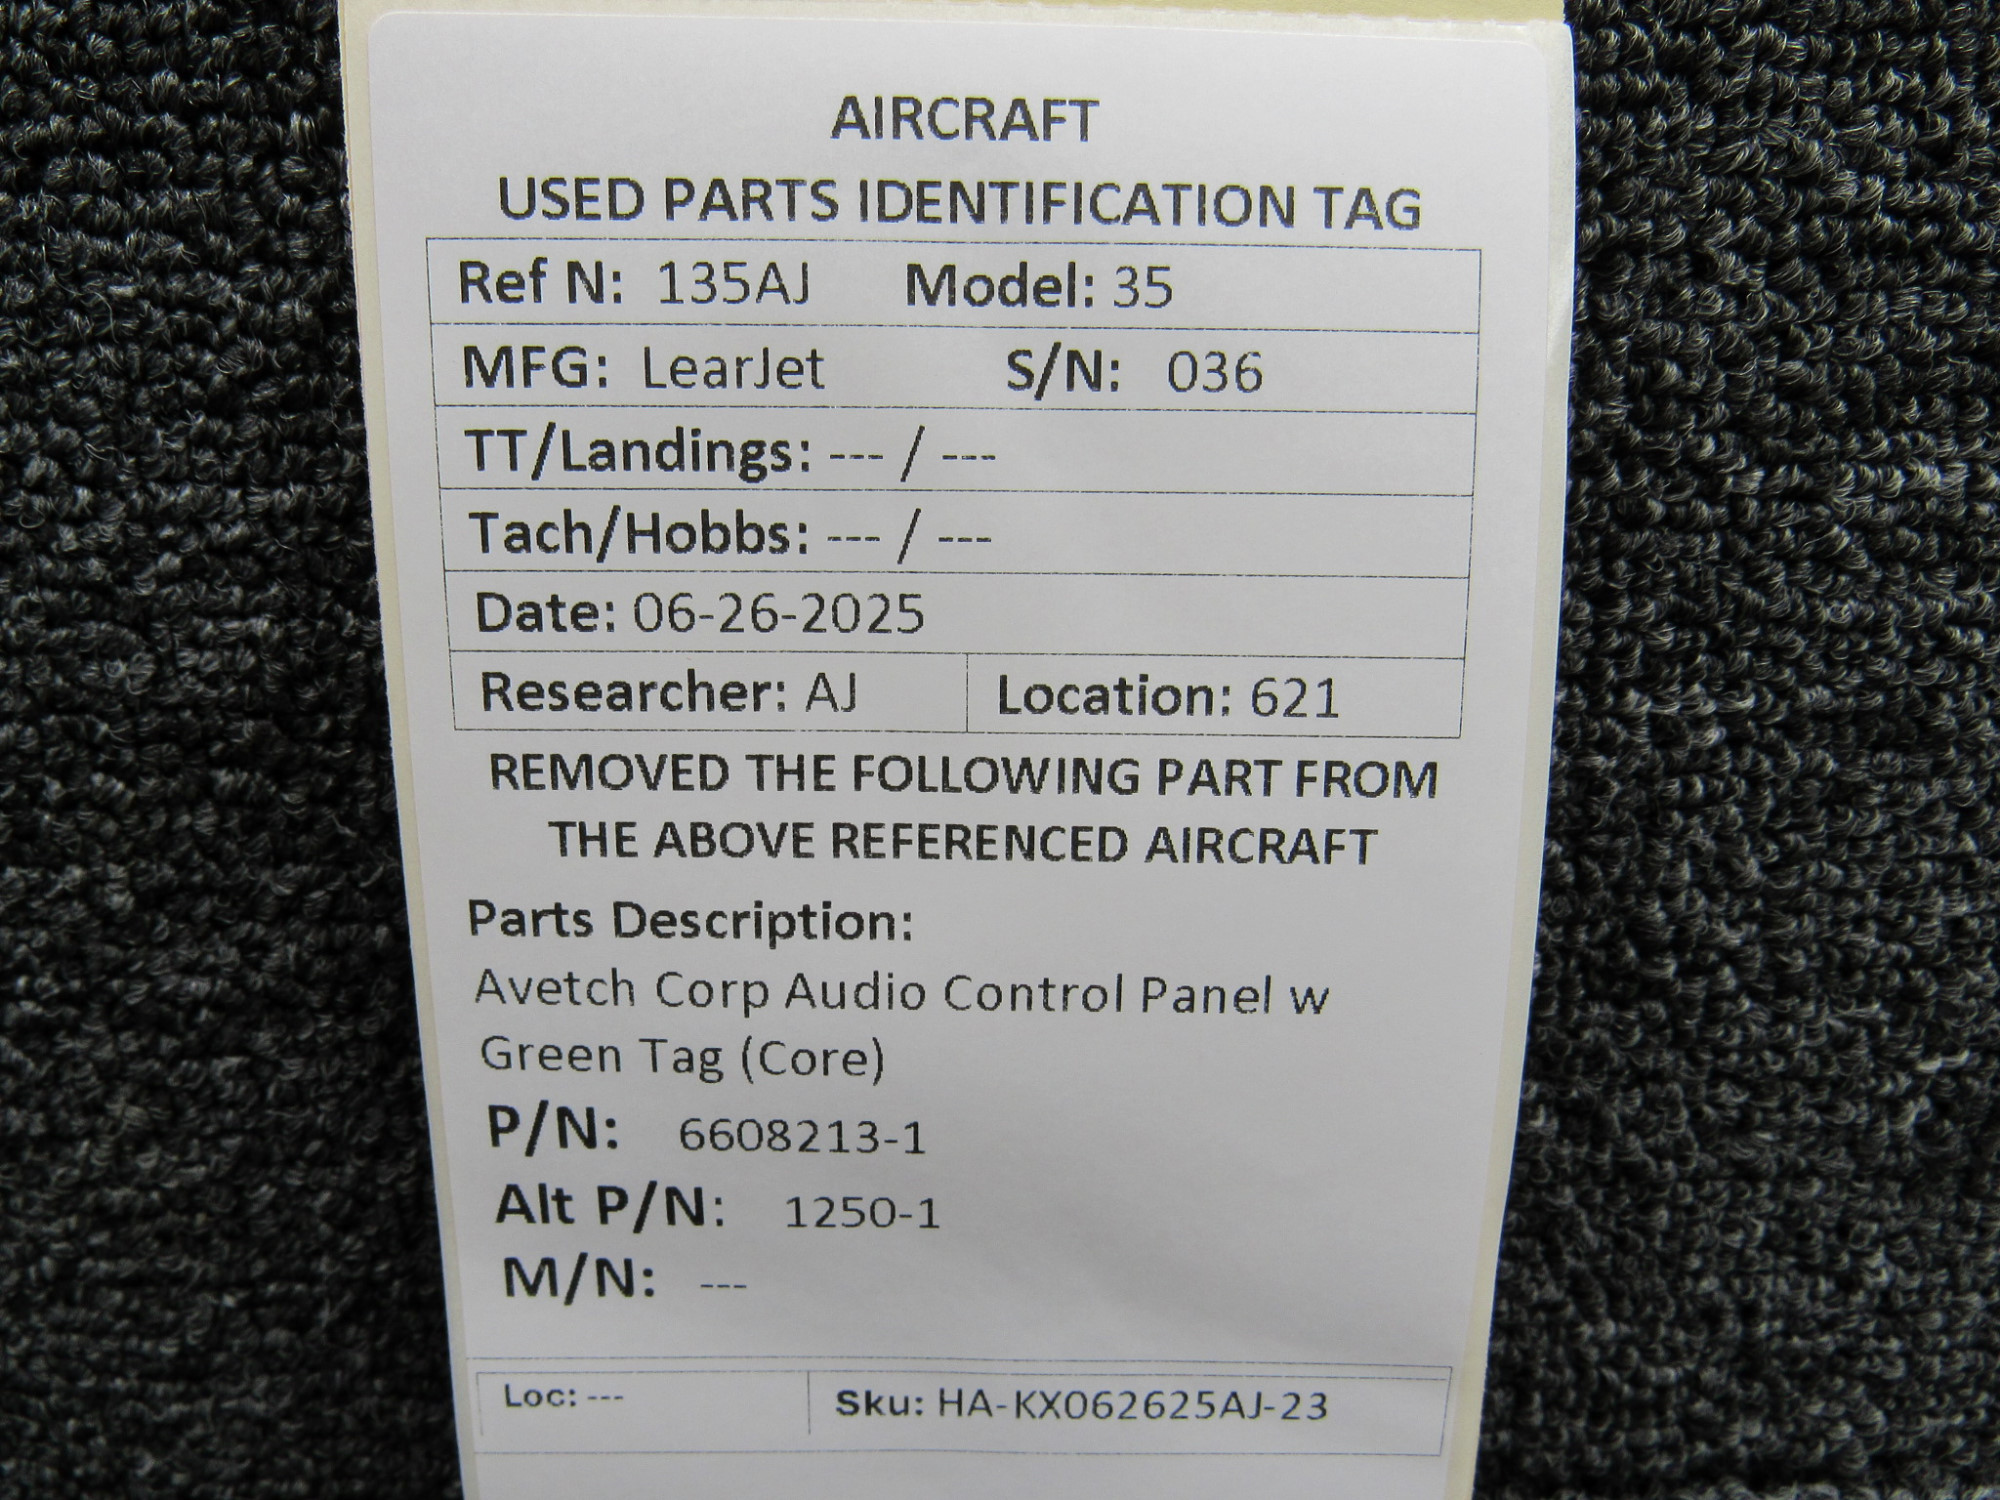 AIRCRAFT
USED PARTS IDENTIFICATION TAG
Ref N: 135AJ Model: 35
MFG: LearJet S/N: 036
TT/Landings: --- / ---
Tach/Hobbs: --- / ---
Date: 06-26-2025
Researcher: AJ Location: 621
REMOVED THE FOLLOWING PART FROM
THE ABOVE REFERENCED AIRCRAFT
Parts Description:
Avetch Corp Audio Control Panel w
Green Tag (Core)
P/N: 6608213-1
Alt P/N: 1250-1
M/N: ---
Loc: --- Sku: HA-KX062625AJ-23